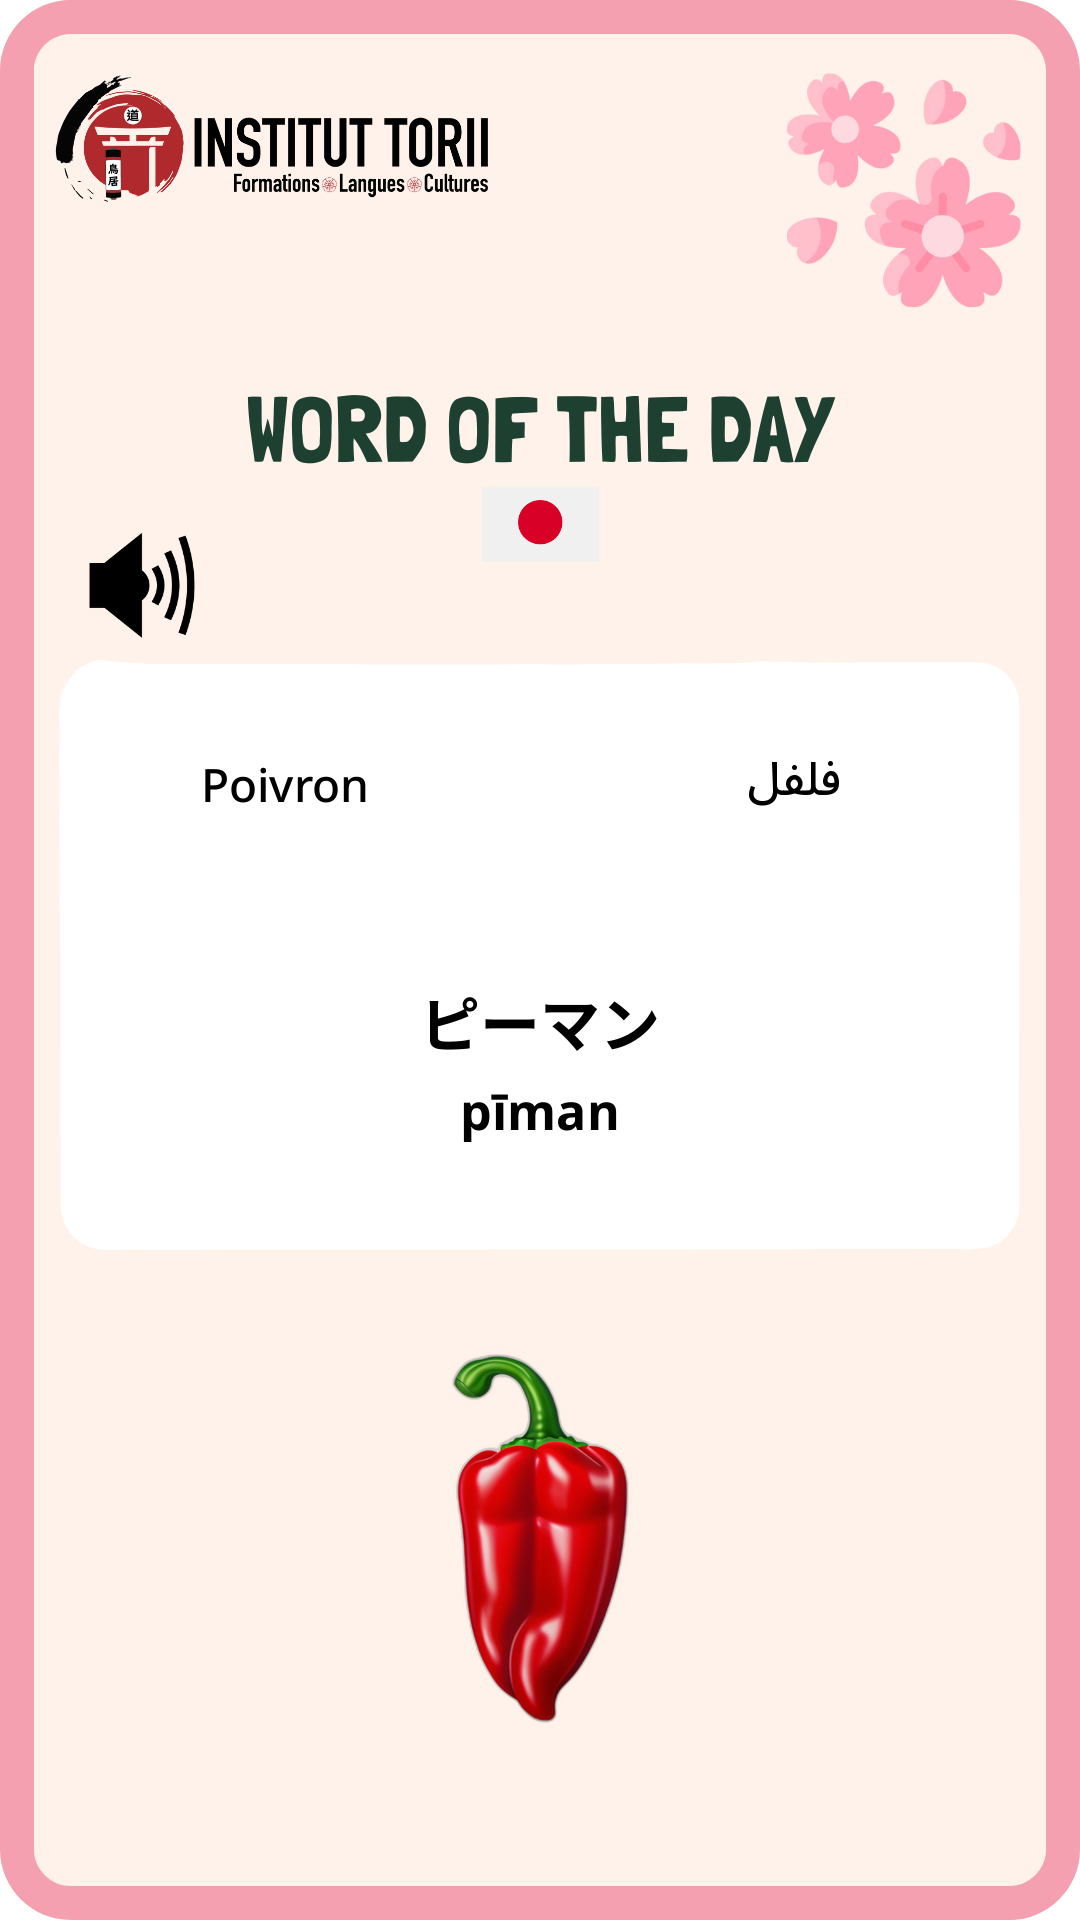 道
鳥居
INSTITUT TORII
Formations Langues Cultures
WORD OF THE DAY
Poivron
فلفل
ピーマン
pīman